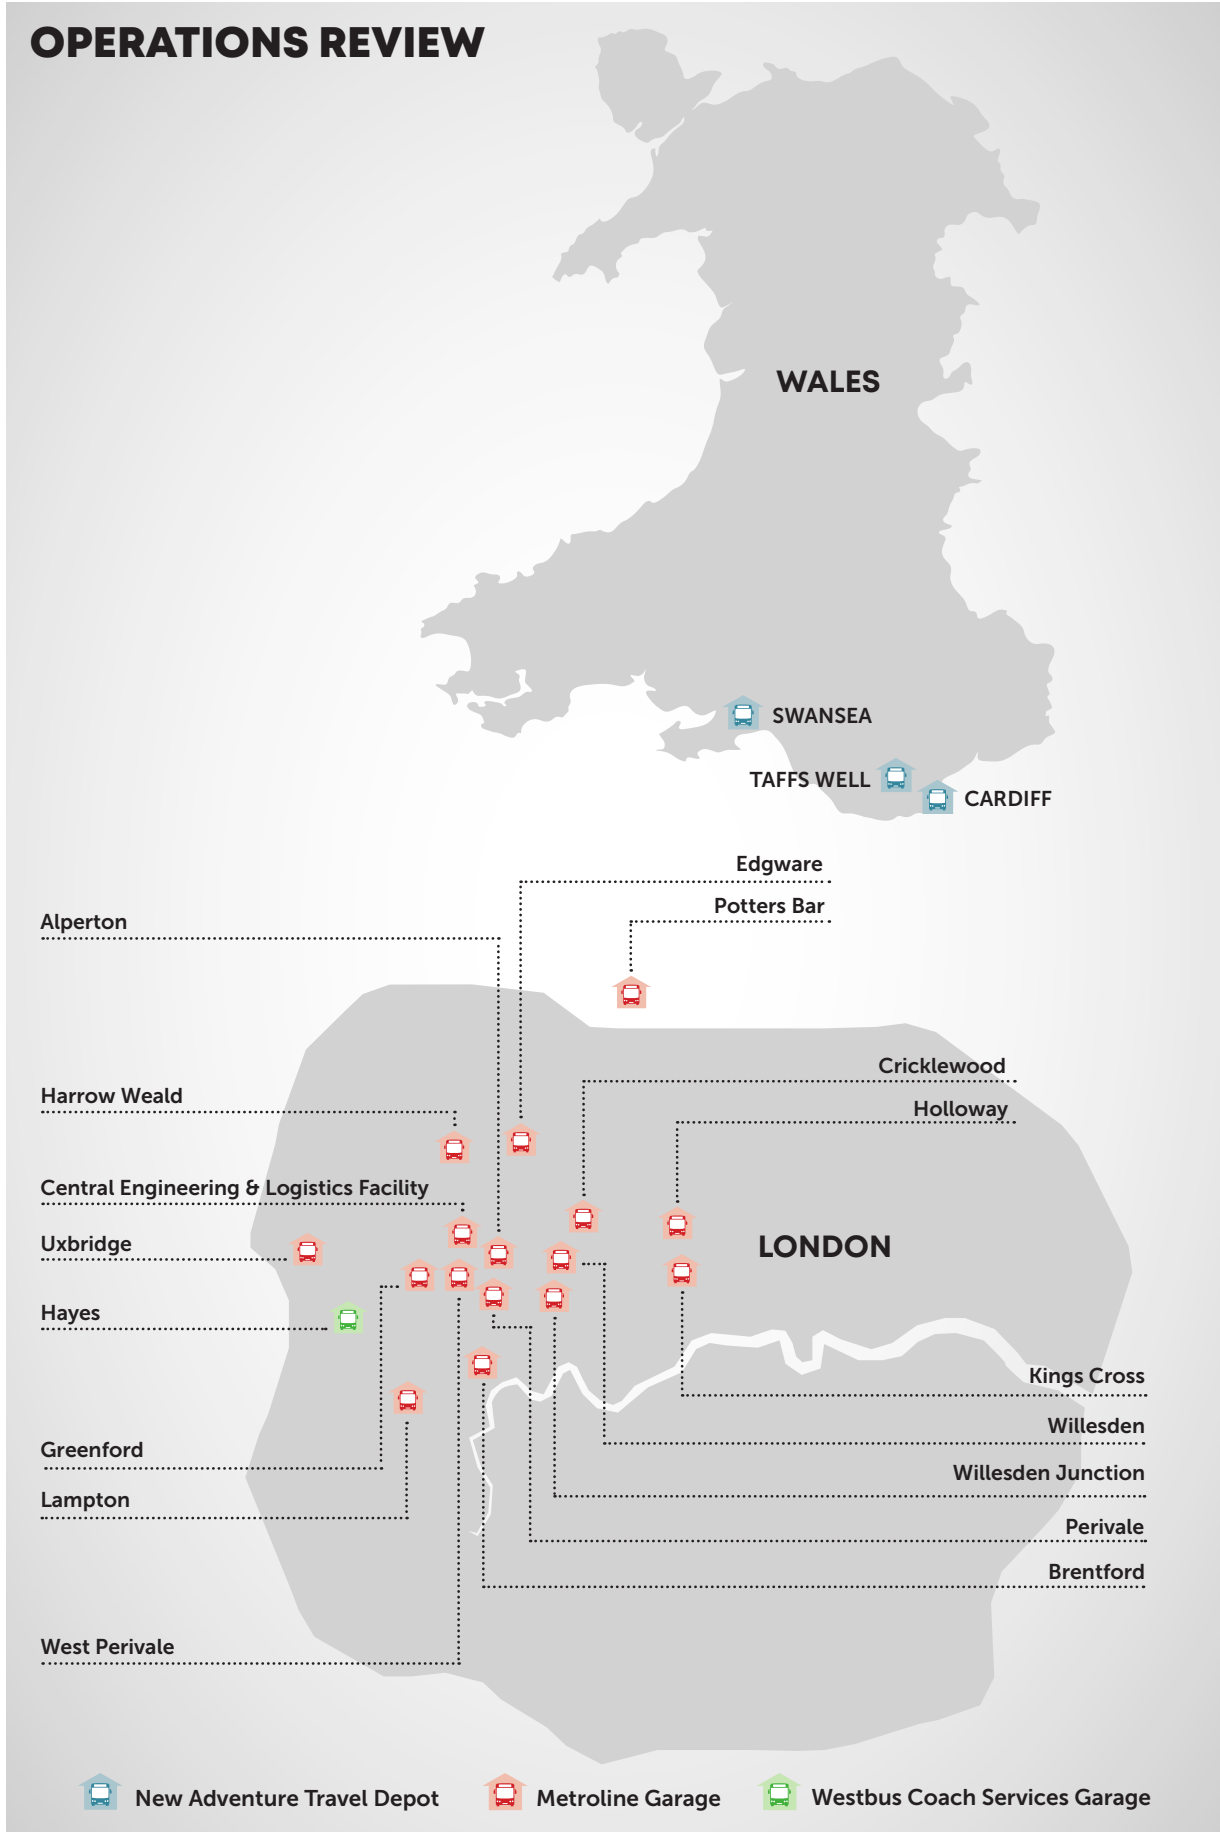 OPERATIONS REVIEW
WALES
SWANSEA
TAFFS WELL
CARDIFF
Edgware
Potters Bar
Alperton
Cricklewood
Harrow Weald
Holloway
Central Engineering & Logistics Facility
Uxbridge
LONDON
Hayes
Kings Cross
Willesden
Greenford
Willesden Junction
Lampton
Perivale
Brentford
West Perivale
New Adventure Travel Depot
Metroline Garage
Westbus Coach Services Garage